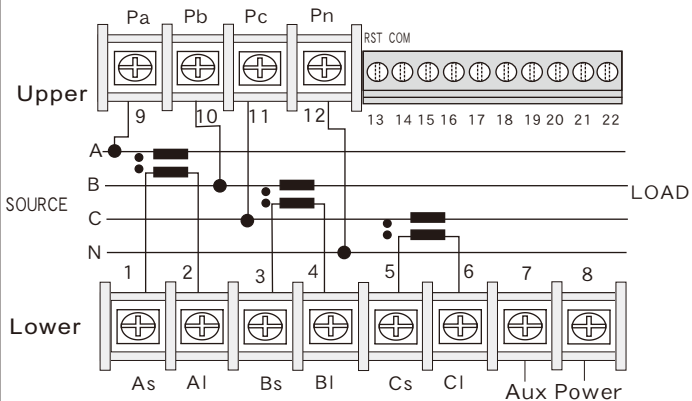 Pa Pb Pc Pn
RST COM
Upper
9 10 11 12 13 14 15 16 17 18 19 20 21 22
A
B
SOURCE
LOAD
C
N
1 2 3 4 5 6 7 8
Lower
As Al Bs Bl Cs Cl
Aux Power